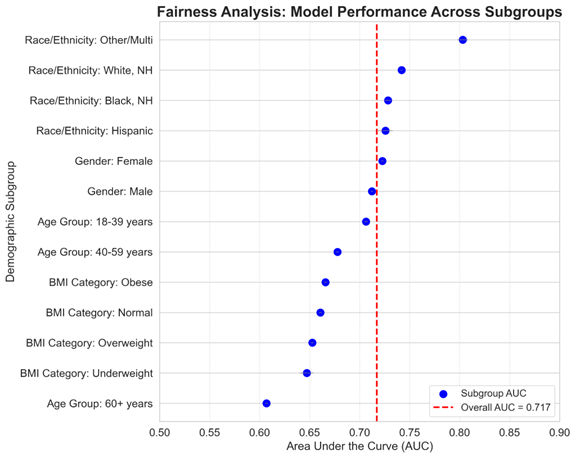 Fairness Analysis: Model Performance Across Subgroups
Demographic Subgroup
Race/Ethnicity: Other/Multi
Race/Ethnicity: White, NH
Race/Ethnicity: Black, NH
Race/Ethnicity: Hispanic
Gender: Female
Gender: Male
Age Group: 18-39 years
Age Group: 40-59 years
BMI Category: Obese
BMI Category: Normal
BMI Category: Overweight
BMI Category: Underweight
Age Group: 60+ years
Subgroup AUC
Overall AUC = 0.717
0.50 0.55 0.60 0.65 0.70 0.75 0.80 0.85 0.90
Area Under the Curve (AUC)